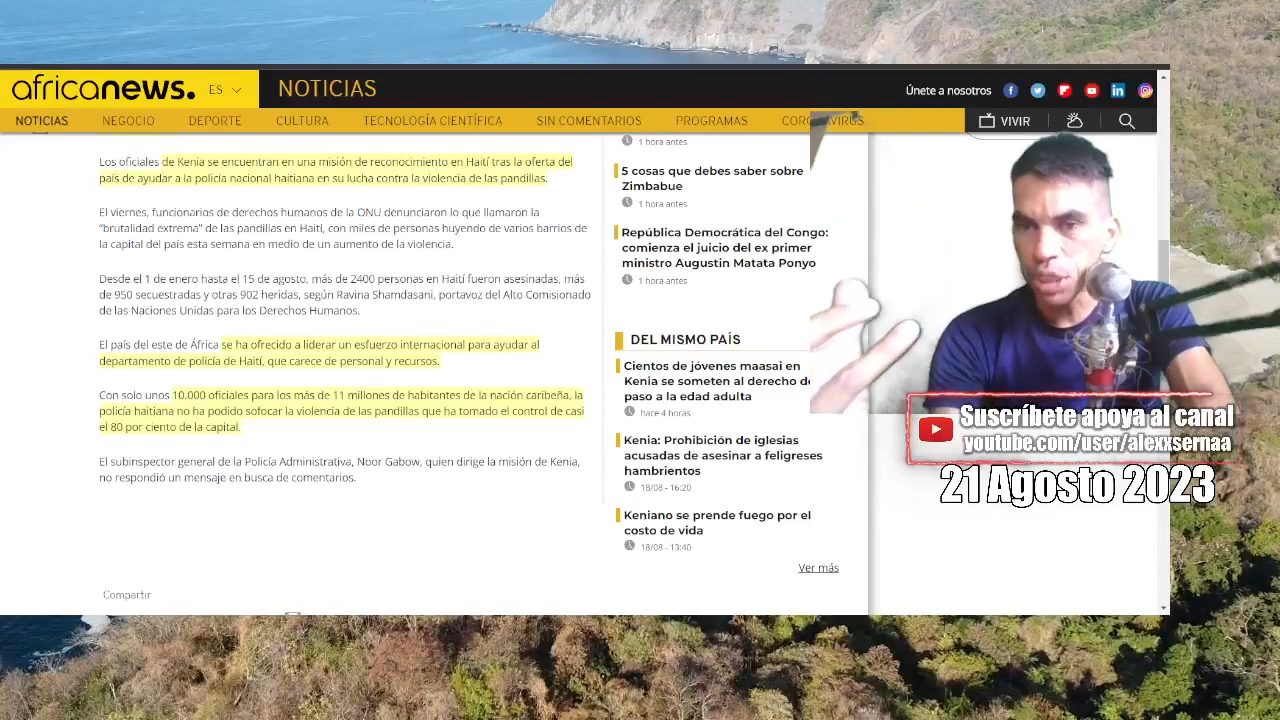 africanews.
ES
NOTICIAS
Únete a nosotros
NOTICIAS NEGOCIO DEPORTE CULTURA TECNOLOGÍA CIENTÍFICA SIN COMENTARIOS PROGRAMAS CORONAVIRUS
VIVIR
Los oficiales de Kenia se encuentran en una misión de reconocimiento en Haití tras la oferta del
país de ayudar a la policía nacional haitiana en su lucha contra la violencia de las pandillas.
El viernes, funcionarios de derechos humanos de la ONU denunciaron lo que llamaron la
“brutalidad extrema” de las pandillas en Haití, con miles de personas huyendo de varios barrios de
la capital del país esta semana en medio de un aumento de la violencia.
Desde el 1 de enero hasta el 15 de agosto, más de 2400 personas en Haití fueron asesinadas, más
de 950 secuestradas y otras 902 heridas, según Ravina Shamdasani, portavoz del Alto Comisionado
de las Naciones Unidas para los Derechos Humanos.
El país del este de África se ha ofrecido a liderar un esfuerzo internacional para ayudar al
departamento de policía de Haití, que carece de personal y recursos.
Con solo unos 10.000 oficiales para los más de 11 millones de habitantes de la nación caribeña, la
policía haitiana no ha podido sofocar la violencia de las pandillas que ha tomado el control de casi
el 80 por ciento de la capital.
El subinspector general de la Policía Administrativa, Noor Gabow, quien dirige la misión de Kenia,
no respondió un mensaje en busca de comentarios.
Compartir
1 hora antes
5 cosas que debes saber sobre
Zimbabue
1 hora antes
República Democrática del Congo:
comienza el juicio del ex primer
ministro Augustin Matata Ponyo
1 hora antes
DEL MISMO PAÍS
Cientos de jóvenes maasai en
Kenia se someten al derecho de
paso a la edad adulta
hace 4 horas
Kenia: Prohibición de iglesias
acusadas de asesinar a feligreses
hambrientos
18/08 - 16:20
Keniano se prende fuego por el
costo de vida
18/08 - 13:40
Ver más
Suscríbete apoya al canal
youtube.com/user/alexxsernaa
21 Agosto 2023